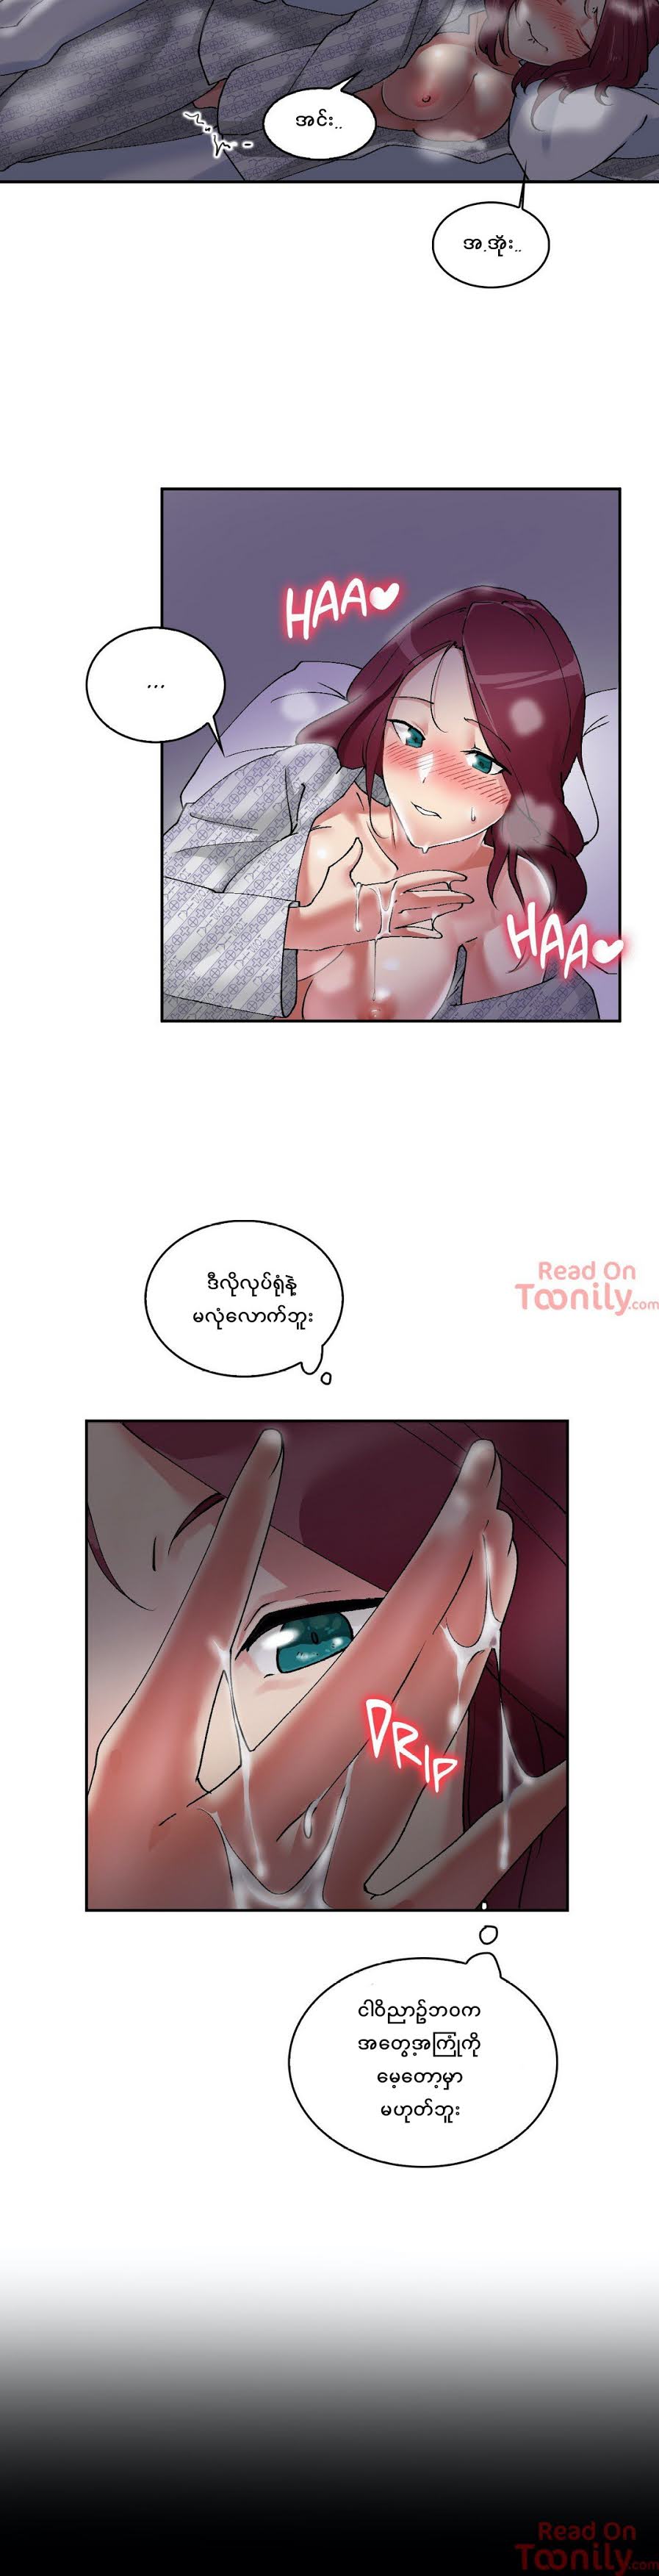 အင်း..
အ.အိုး..
HAA
...
HAA
ဒီလိုလုပ်ရုံနဲ့
မလုံလောက်ဘူး
Read On
Toonily.com
DRIP
ငါဝိညာဉ်ဘဝက
အတွေ့အကြုံကို
မေ့တော့မှာ
မဟုတ်ဘူး
Read On
Toonily.com